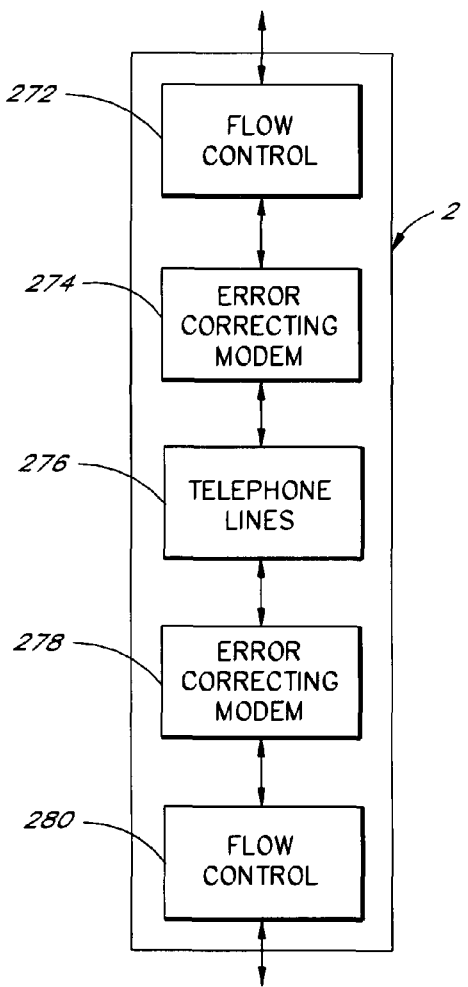 272
FLOW
CONTROL
2
274
ERROR
CORRECTING
MODEM
276
TELEPHONE
LINES
278
ERROR
CORRECTING
MODEM
280
FLOW
CONTROL